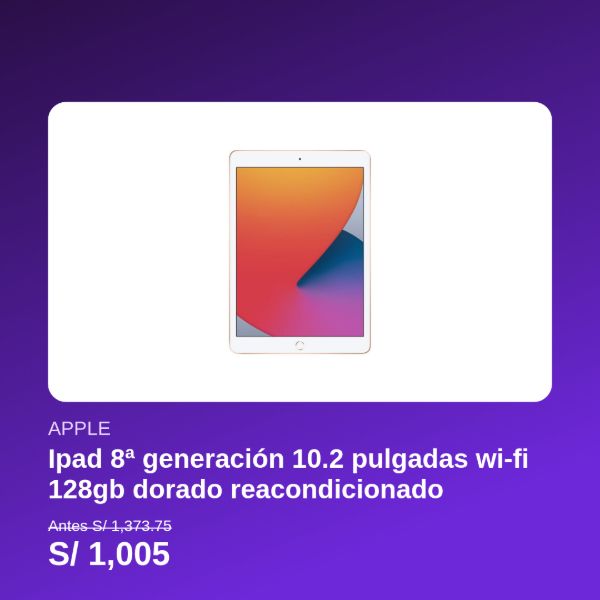 APPLE
Ipad 8ª generación 10.2 pulgadas wi-fi
128gb dorado reacondicionado
Antes S/ 1,373.75
S/ 1,005